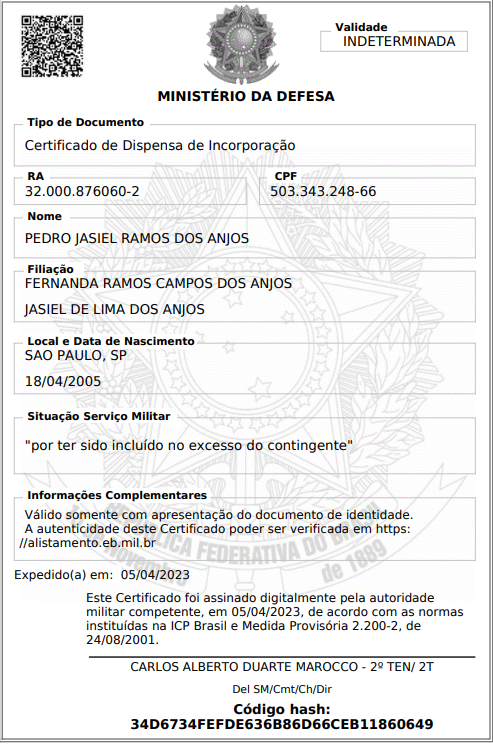 Validade
INDETERMINADA
MINISTÉRIO DA DEFESA
Tipo de Documento
Certificado de Dispensa de Incorporação
RA
32.000.876060-2
CPF
503.343.248-66
Nome
PEDRO JASIEL RAMOS DOS ANJOS
Filiação
FERNANDA RAMOS CAMPOS DOS ANJOS
JASIEL DE LIMA DOS ANJOS
Local e Data de Nascimento
SAO PAULO, SP
18/04/2005
Situação Serviço Militar
"por ter sido incluído no excesso do contingente"
Informações Complementares
Válido somente com apresentação do documento de identidade.
A autenticidade deste Certificado poder ser verificada em https:
//alistamento.eb.mil.br
REPÚBLICA FEDERATIVA DO BRASIL
15 de Novembro
de 1889
Expedido(a) em: 05/04/2023
Este Certificado foi assinado digitalmente pela autoridade
militar competente, em 05/04/2023, de acordo com as normas
instituídas na ICP Brasil e Medida Provisória 2.200-2, de
24/08/2001.
CARLOS ALBERTO DUARTE MAROCCO - 2º TEN/ 2T
Del SM/Cmt/Ch/Dir
Código hash:
34D6734FEFDE636B86D66CEB11860649